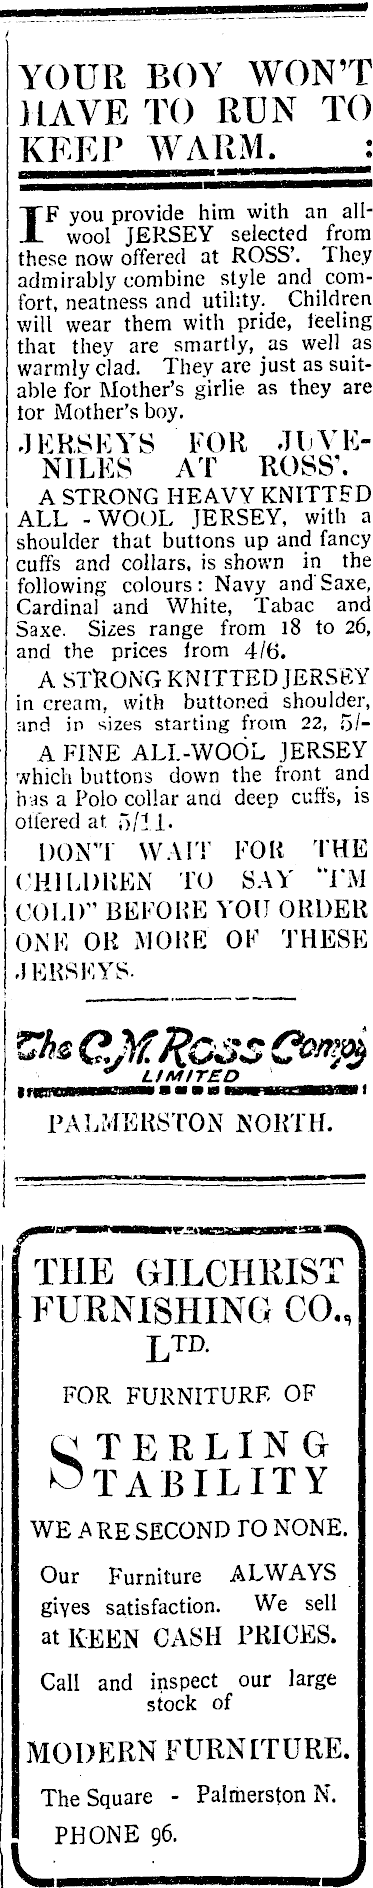 YOUR BOY WON'T
HAVE TO RUN TO
KEEP WARM. :
IF you provide him with an all-
wool JERSEY selected from
these now offered at ROSS'. They
admirably combine style and com-
fort, neatness and utility. Children
will wear them with pride, feeling
that they are smartly, as well as
warmly clad. They are just as suit-
able for Mother's girlie as they are
for Mother's boy.
JERSEYS FOR JUVE-
NILES AT ROSS'.
A STRONG HEAVY KNITTED
ALL - WOOL JERSEY, with a
shoulder that buttons up and fancy
cuffs and collars, is shown in the
following colours: Navy and Saxe,
Cardinal and White, Tabac and
Saxe. Sizes range from 18 to 26,
and the prices from 4/6.
A STRONG KNITTED JERSEY
in cream, with buttoned shoulder,
and in sizes starting from 22, 5/-
A FINE ALL-WOOL JERSEY
which buttons down the front and
has a Polo collar and deep cuffs, is
offered at 5/11.
DON'T WAIT FOR THE
CHILDREN TO SAY "I'M
COLD" BEFORE YOU ORDER
ONE OR MORE OF THESE
JERSEYS.
The C.M. Ross Compy
LIMITED
PALMERSTON NORTH.
THE GILCHRIST
FURNISHING CO.,
LTD.
FOR FURNITURE OF
STERLING
STABILITY
WE ARE SECOND TO NONE.
Our Furniture ALWAYS
gives satisfaction. We sell
at KEEN CASH PRICES.
Call and inspect our large
stock of
MODERN FURNITURE.
The Square - Palmerston N.
PHONE 96.